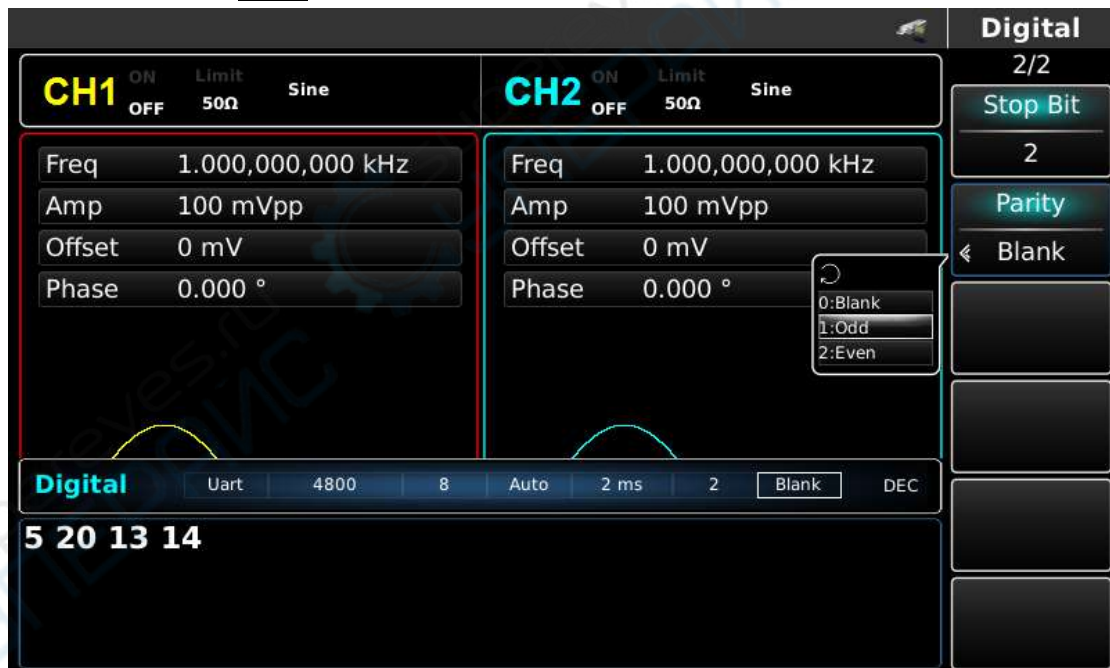 Digital
2/2
CH1 ON OFF Limit 50Ω Sine
CH2 ON OFF Limit 50Ω Sine
Stop Bit
2
Freq 1.000,000,000 kHz
Amp 100 mVpp
Offset 0 mV
Phase 0.000 °
Freq 1.000,000,000 kHz
Amp 100 mVpp
Offset 0 mV
Phase 0.000 °
Parity
Blank
0:Blank
1:Odd
2:Even
Digital Uart 4800 8 Auto 2 ms 2 Blank DEC
5 20 13 14